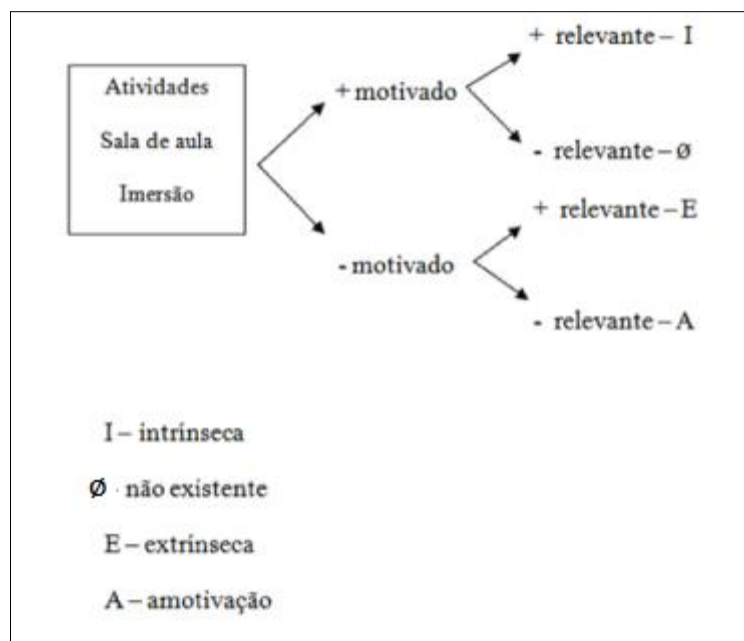 Atividades
Sala de aula
Imersão
+ motivado
- motivado
+ relevante – I
- relevante – Ø
+ relevante – E
- relevante – A
I – intrínseca
Ø · não existente
E – extrínseca
A – amotivação